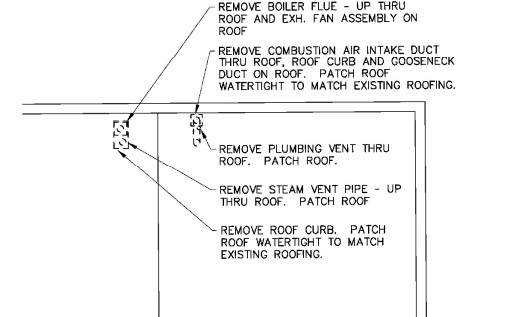 REMOVE BOILER FLUE - UP THRU
ROOF AND EXH. FAN ASSEMBLY ON
ROOF
REMOVE COMBUSTION AIR INTAKE DUCT
THRU ROOF, ROOF CURB AND GOOSENECK
DUCT ON ROOF. PATCH ROOF
WATERTIGHT TO MATCH EXISTING ROOFING.
REMOVE PLUMBING VENT THRU
ROOF. PATCH ROOF.
REMOVE STEAM VENT PIPE - UP
THRU ROOF. PATCH ROOF
REMOVE ROOF CURB. PATCH
ROOF WATERTIGHT TO MATCH
EXISTING ROOFING.